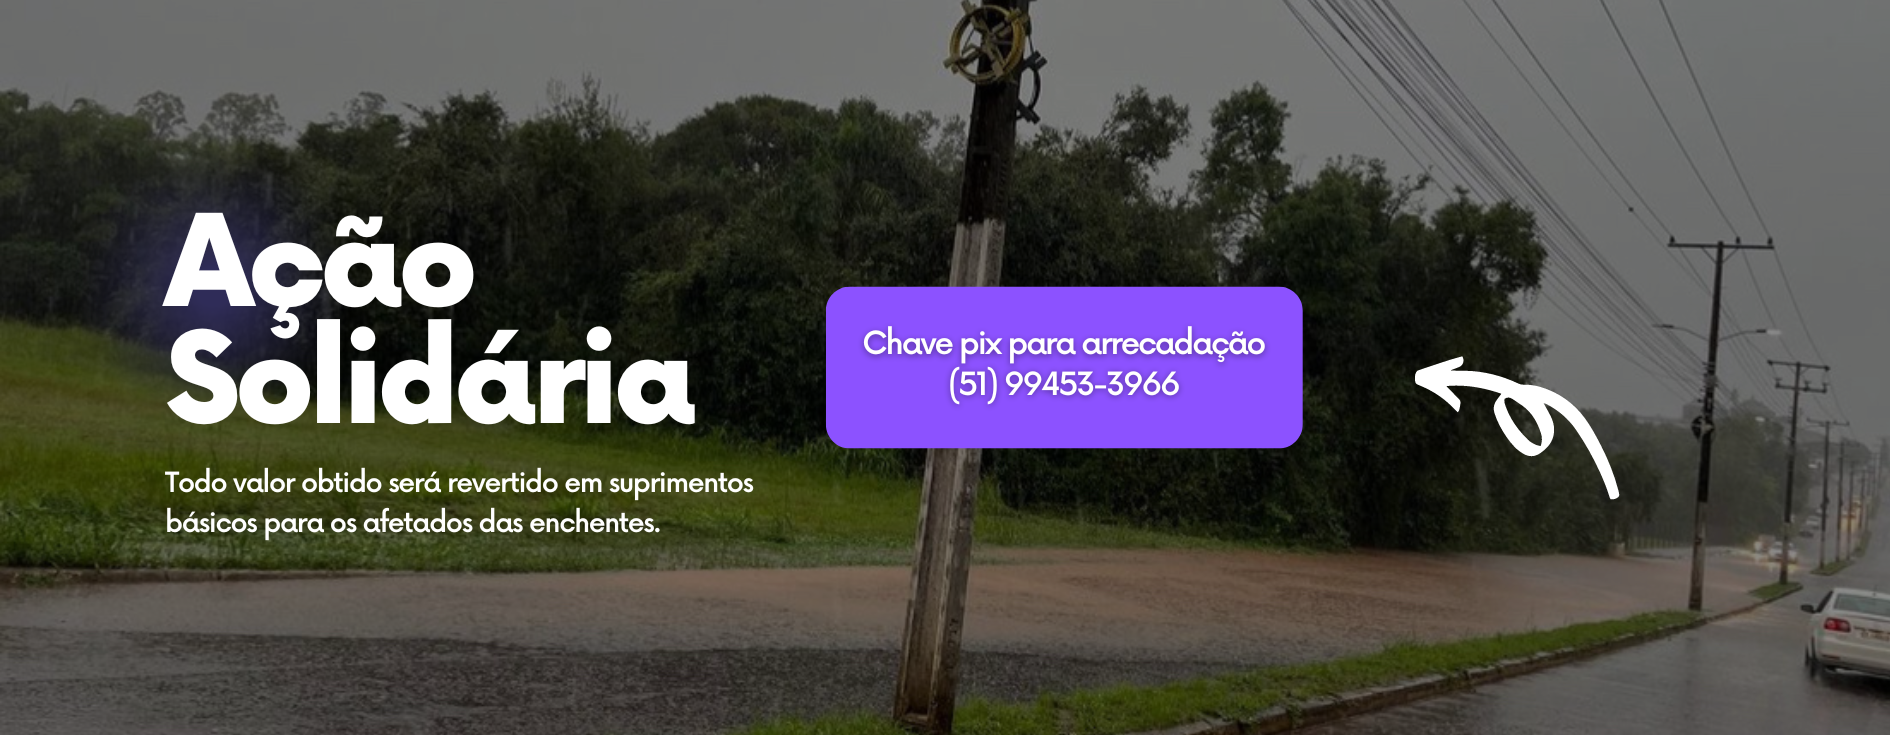 Ação
Solidária
Todo valor obtido será revertido em suprimentos
básicos para os afetados das enchentes.
Chave pix para arrecadação
(51) 99453-3966